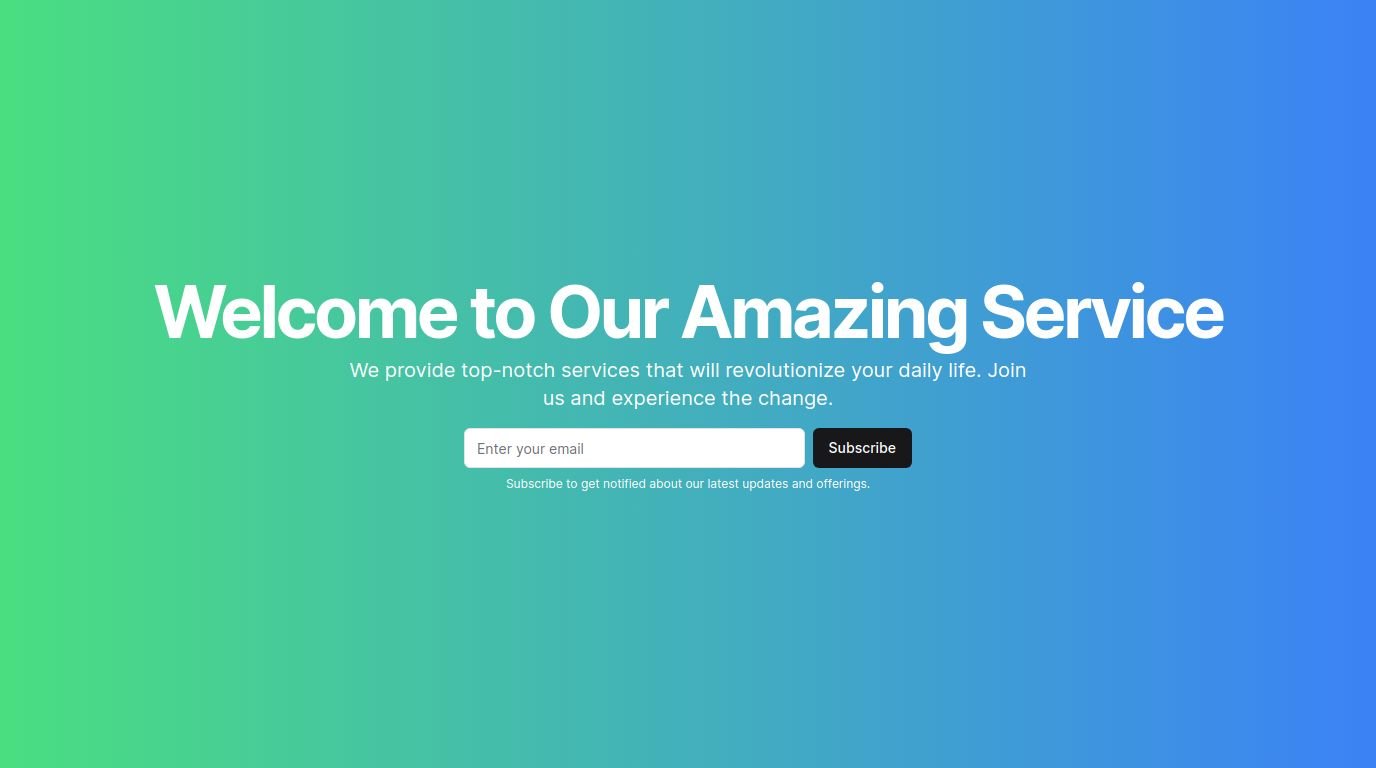 Welcome to Our Amazing Service
We provide top-notch services that will revolutionize your daily life. Join
us and experience the change.
Enter your email
Subscribe
Subscribe to get notified about our latest updates and offerings.